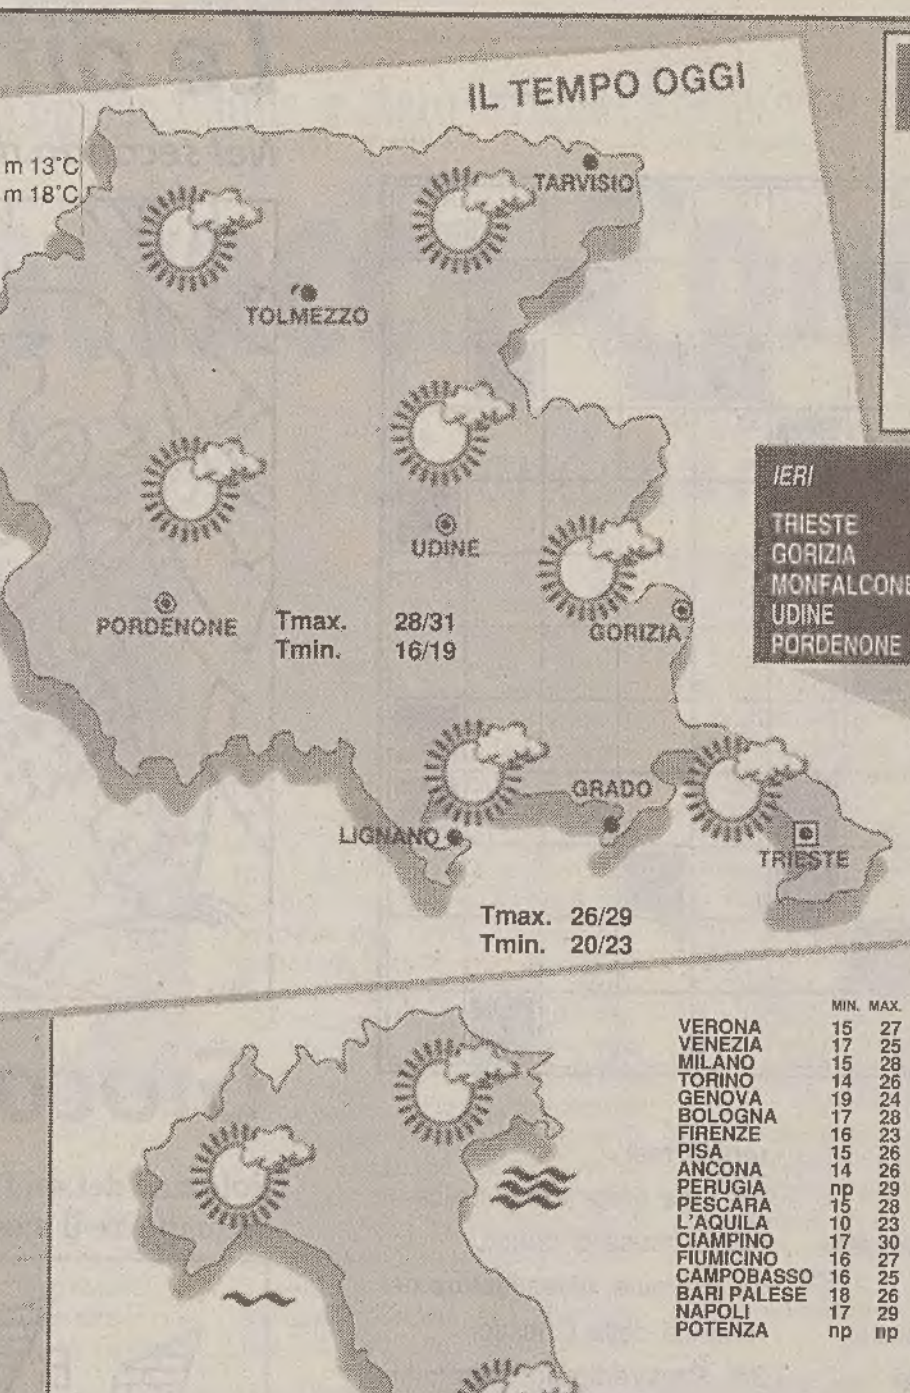 IL TEMPO OGGI
m 13°C
m 18°C
TARVISIO
TOLMEZZO
UDINE
PORDENONE
Tmax. 28/31
Tmin. 16/19
GORIZIA
IERI
TRIESTE
GORIZIA
MONFALCONE
UDINE
PORDENONE
GRADO
LIGNANO
TRIESTE
Tmax. 26/29
Tmin. 20/23
MIN. MAX.
VERONA 15 27
VENEZIA 17 25
MILANO 15 28
TORINO 14 26
GENOVA 19 24
BOLOGNA 17 28
FIRENZE 16 23
PISA 15 26
ANCONA 14 26
PERUGIA np 29
PESCARA 15 28
L'AQUILA 10 23
CIAMPINO 17 30
FIUMICINO 16 27
CAMPOBASSO 16 25
BARI PALESE 18 26
NAPOLI 17 29
POTENZA np np